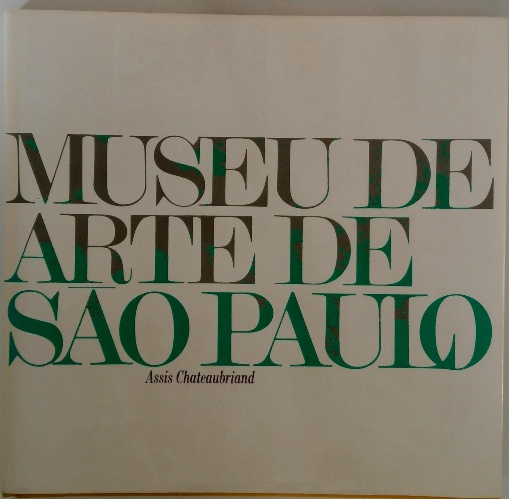 MUSEU DE
ARTE DE
SÃO PAULO
Assis Chateaubriand